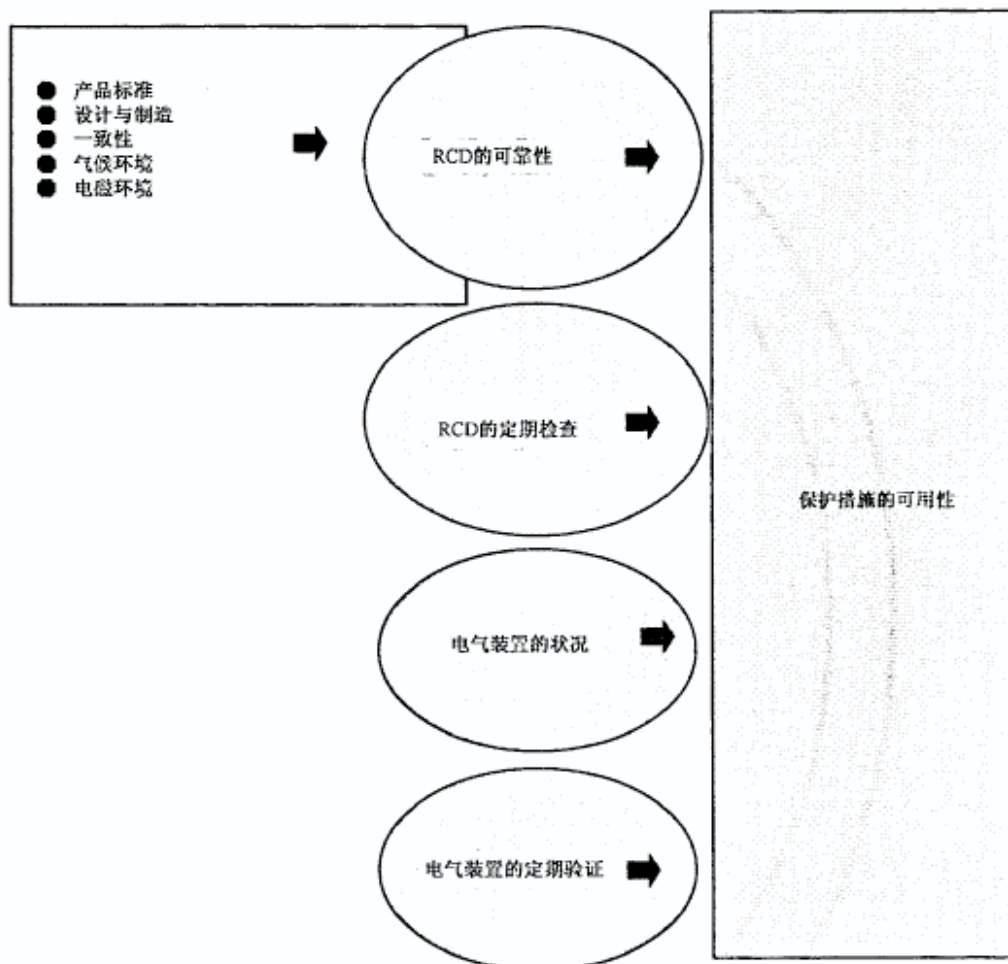 产品标准
设计与制造
一致性
气候环境
电磁环境
RCD的可靠性
RCD的定期检查
电气装置的状况
电气装置的定期验证
保护措施的可用性